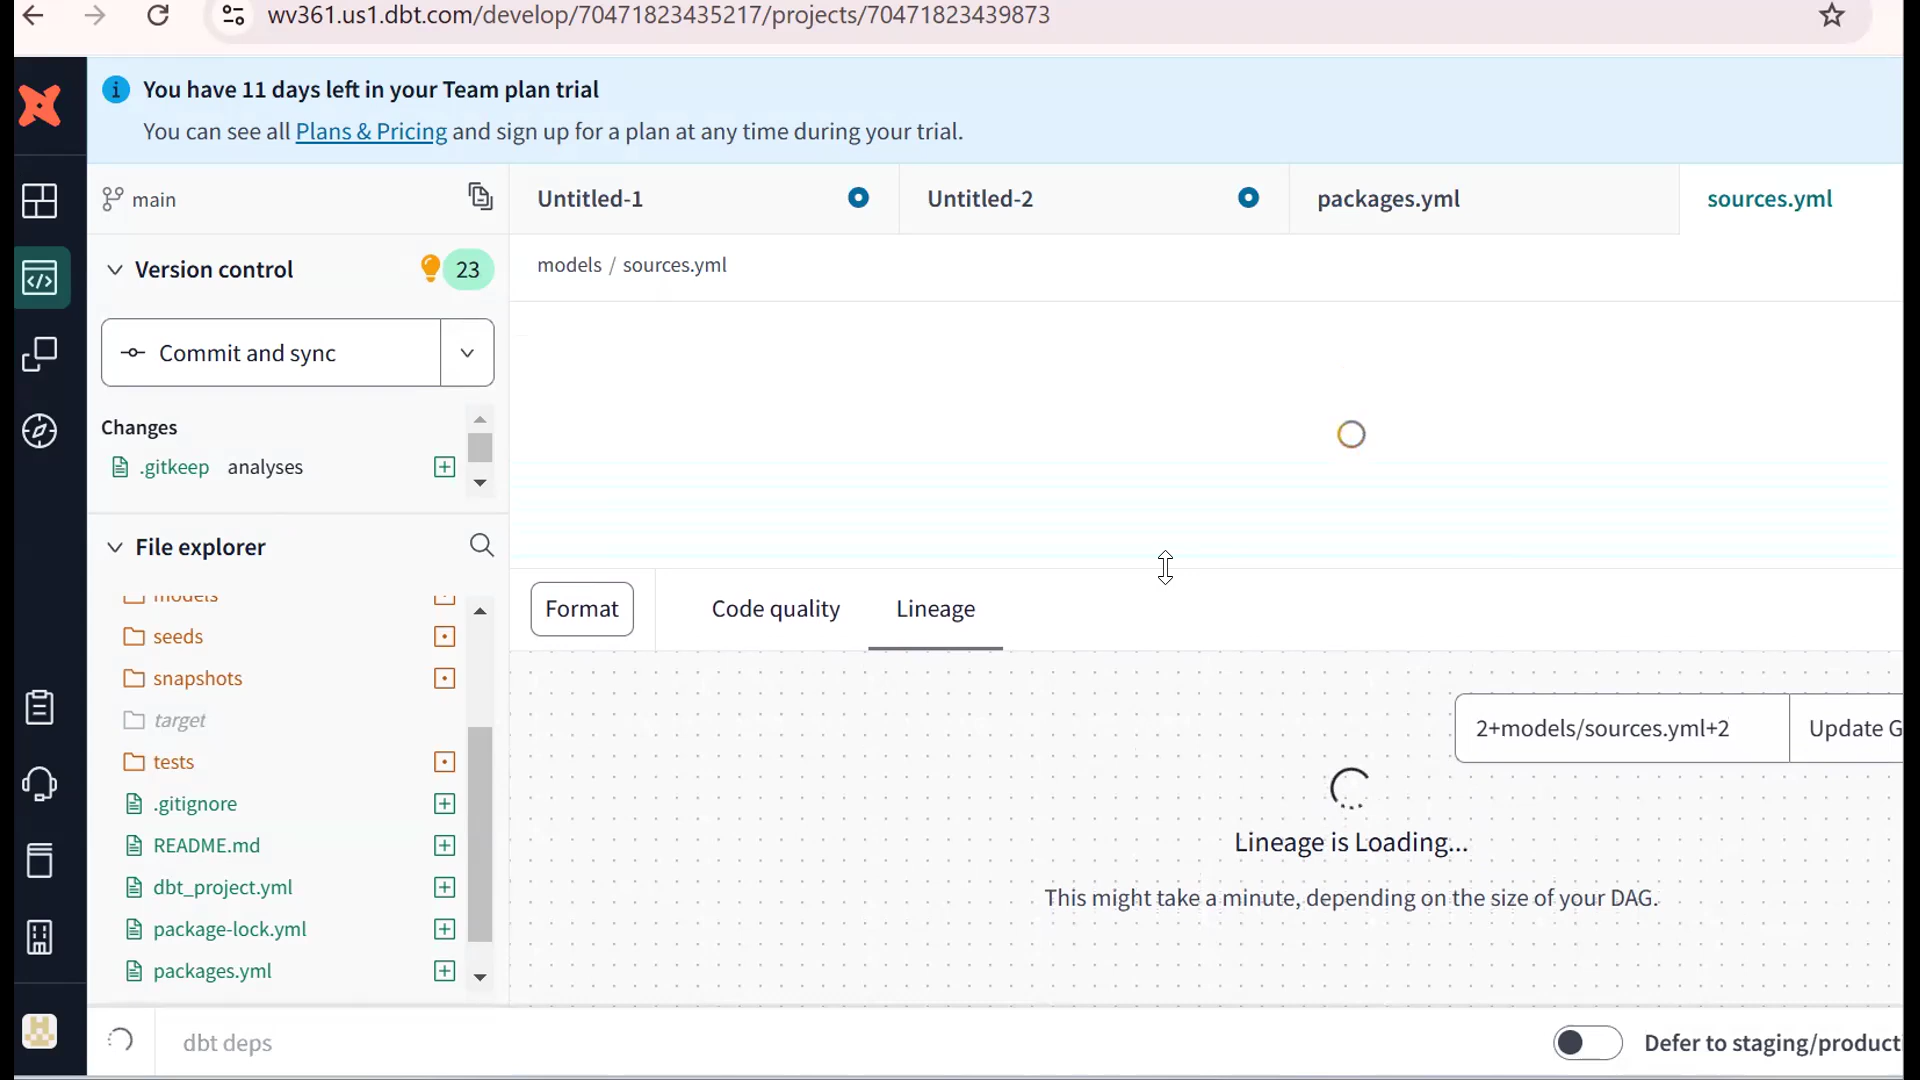 wv361.us1.dbt.com/develop/70471823435217/projects/70471823439873
You have 11 days left in your Team plan trial
You can see all Plans & Pricing and sign up for a plan at any time during your trial.
main
Untitled-1
Untitled-2
packages.yml
sources.yml
Version control
23
models / sources.yml
Commit and sync
Changes
.gitkeep analyses
File explorer
models
seeds
snapshots
target
tests
.gitignore
README.md
dbt_project.yml
package-lock.yml
packages.yml
Format
Code quality
Lineage
2+models/sources.yml+2
Update G
Lineage is Loading...
This might take a minute, depending on the size of your DAG.
dbt deps
Defer to staging/product